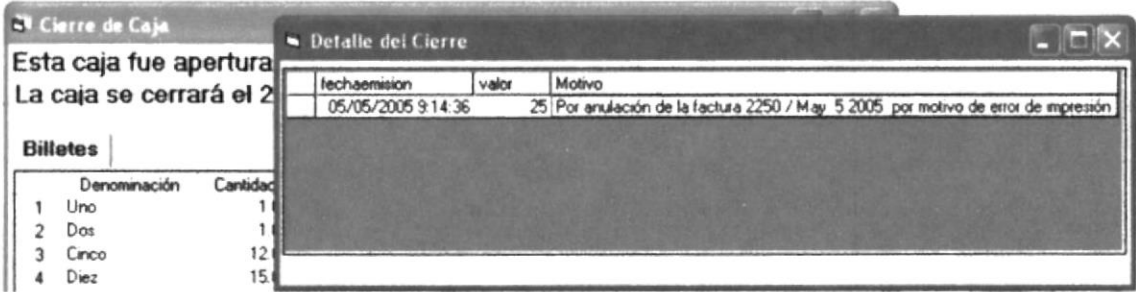 Cierre de Caja
Esta caja fue apertura
La caja se cerrará el 2
Billetes
Denominación Cantidad
1 Uno 1
2 Dos 1
3 Cinco 12.
4 Diez 15.
Detalle del Cierre
fechaemision valor Motivo
05/05/2005 9:14:36 25 Por anulación de la factura 2250 / May 5 2005 por motivo de error de impresión